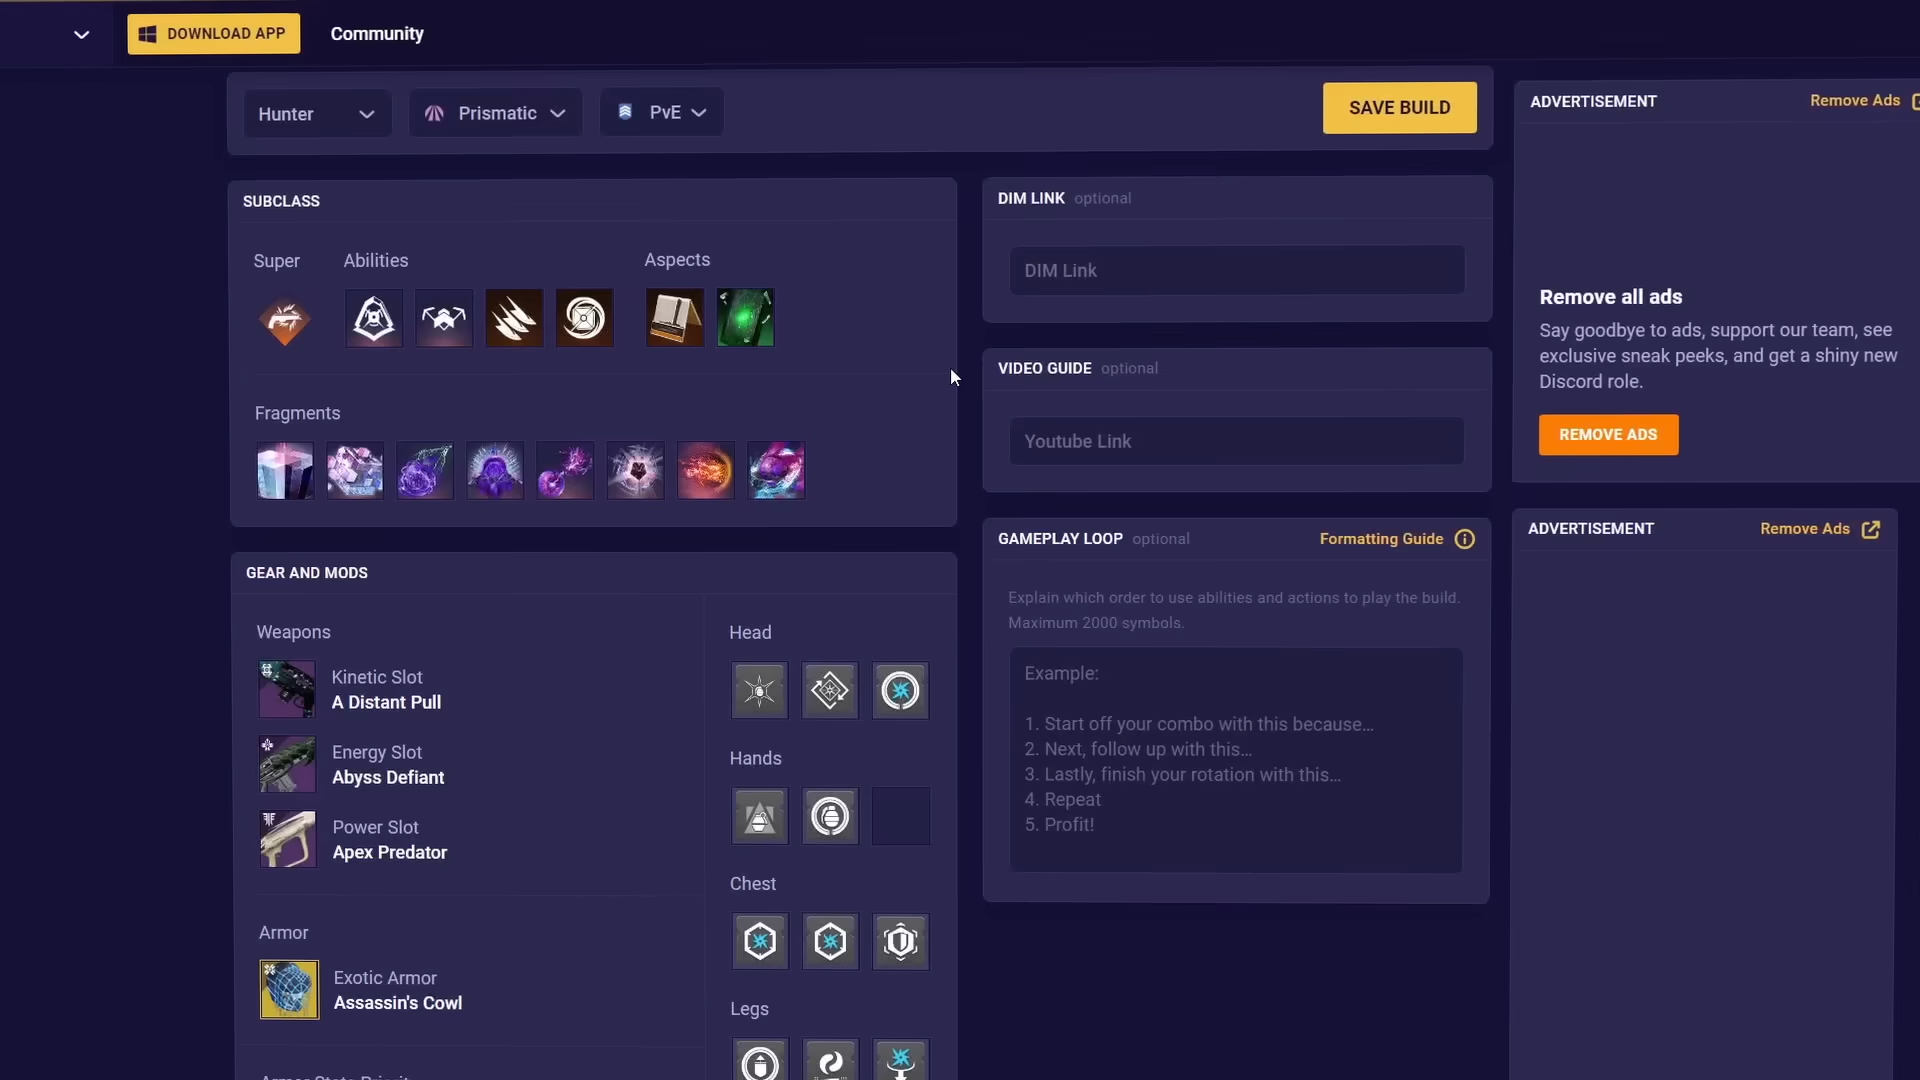 DOWNLOAD APP
Community
Hunter
Prismatic
PvE
SAVE BUILD
SUBCLASS
Super
Abilities
Aspects
Fragments
GEAR AND MODS
Weapons
Kinetic Slot
A Distant Pull
Energy Slot
Abyss Defiant
Power Slot
Apex Predator
Armor
Exotic Armor
Assassin's Cowl
Head
Hands
Chest
Legs
DIM LINK optional
DIM Link
VIDEO GUIDE optional
Youtube Link
GAMEPLAY LOOP optional
Formatting Guide
Explain which order to use abilities and actions to play the build.
Maximum 2000 symbols.
Example:
1. Start off your combo with this because...
2. Next, follow up with this...
3. Lastly, finish your rotation with this...
4. Repeat
5. Profit!
ADVERTISEMENT
Remove Ads
Remove all ads
Say goodbye to ads, support our team, see
exclusive sneak peeks, and get a shiny new
Discord role.
REMOVE ADS
ADVERTISEMENT
Remove Ads